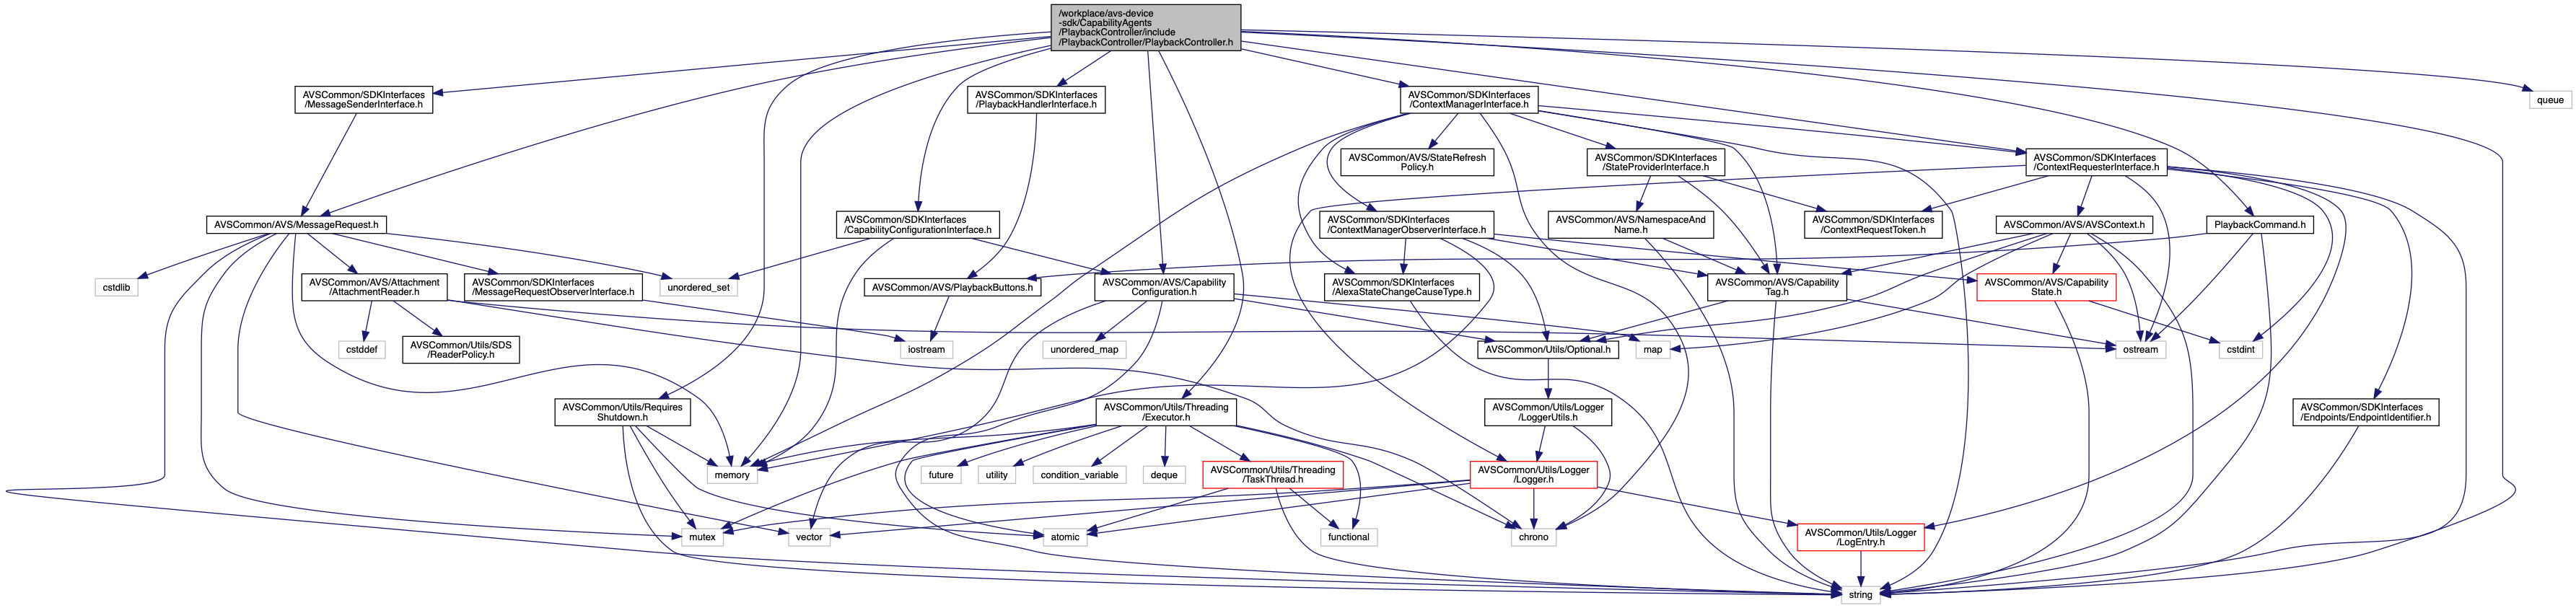 /workplace/avs-device
-sdk/CapabilityAgents
/PlaybackController/include
/PlaybackController/PlaybackController.h
AVSCommon/SDKInterfaces
/MessageSenderInterface.h
AVSCommon/SDKInterfaces
/PlaybackHandlerInterface.h
AVSCommon/SDKInterfaces
/ContextManagerInterface.h
queue
AVSCommon/AVS/StateRefresh
Policy.h
AVSCommon/SDKInterfaces
/StateProviderInterface.h
AVSCommon/SDKInterfaces
/ContextRequesterInterface.h
AVSCommon/AVS/MessageRequest.h
AVSCommon/SDKInterfaces
/CapabilityConfigurationInterface.h
AVSCommon/SDKInterfaces
/ContextManagerObserverInterface.h
AVSCommon/AVS/NamespaceAnd
Name.h
AVSCommon/SDKInterfaces
/ContextRequestToken.h
AVSCommon/AVS/AVSContext.h
PlaybackCommand.h
cstdlib
AVSCommon/AVS/Attachment
/AttachmentReader.h
AVSCommon/SDKInterfaces
/MessageRequestObserverInterface.h
unordered_set
AVSCommon/AVS/PlaybackButtons.h
AVSCommon/AVS/Capability
Configuration.h
AVSCommon/SDKInterfaces
/AlexaStateChangeCauseType.h
AVSCommon/AVS/Capability
Tag.h
AVSCommon/AVS/Capability
State.h
cstddef
AVSCommon/Utils/SDS
/ReaderPolicy.h
iostream
unordered_map
AVSCommon/Utils/Optional.h
map
ostream
cstdint
AVSCommon/Utils/Requires
Shutdown.h
AVSCommon/Utils/Threading
/Executor.h
AVSCommon/Utils/Logger
/LoggerUtils.h
AVSCommon/SDKInterfaces
/Endpoints/EndpointIdentifier.h
memory
future
utility
condition_variable
deque
AVSCommon/Utils/Threading
/TaskThread.h
AVSCommon/Utils/Logger
/Logger.h
mutex
vector
atomic
functional
chrono
AVSCommon/Utils/Logger
/LogEntry.h
string